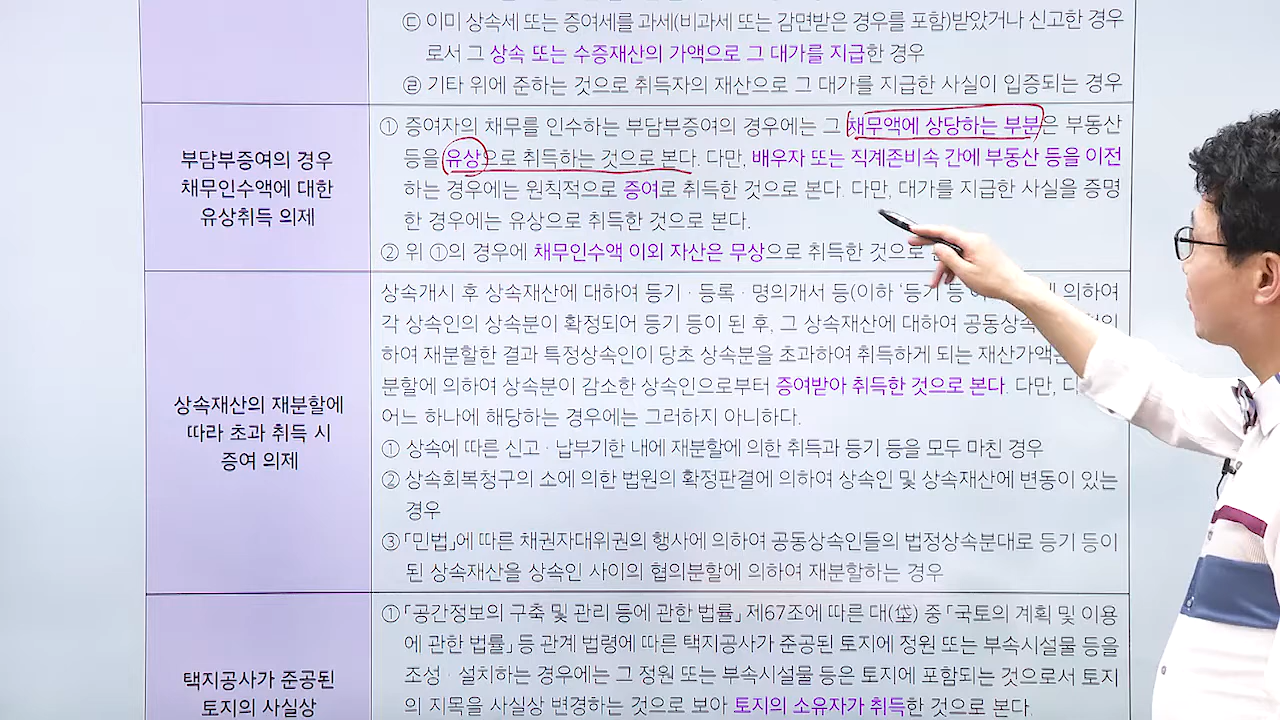 ㉢ 이미 상속세 또는 증여세를 과세(비과세 또는 감면받은 경우를 포함)받았거나 신고한 경우
로서 그 상속 또는 수증재산의 가액으로 그 대가를 지급한 경우
㉣ 기타 위에 준하는 것으로 취득자의 재산으로 그 대가를 지급한 사실이 입증되는 경우
부담부증여의 경우
채무인수액에 대한
유상취득 의제
① 증여자의 채무를 인수하는 부담부증여의 경우에는 그 채무액에 상당하는 부분은 부동산
등을 유상으로 취득하는 것으로 본다. 다만, 배우자 또는 직계존비속 간에 부동산 등을 이전
하는 경우에는 원칙적으로 증여로 취득한 것으로 본다. 다만, 대가를 지급한 사실을 증명
한 경우에는 유상으로 취득한 것으로 본다.
② 위 ①의 경우에 채무인수액 이외 자산은 무상으로 취득한 것으로
상속재산의 재분할에
따라 초과 취득 시
증여 의제
상속개시 후 상속재산에 대하여 등기 · 등록 · 명의개서 등(이하 ‘등기 등 의하여
각 상속인의 상속분이 확정되어 등기 등이 된 후, 그 상속재산에 대하여
하여 재분할한 결과 특정상속인이 당초 상속분을 초과하여 취득하게 되는 재산가액은
분할에 의하여 상속분이 감소한 상속인으로부터 증여받아 취득한 것으로 본다. 다만,
어느 하나에 해당하는 경우에는 그러하지 아니하다.
① 상속에 따른 신고 · 납부기한 내에 재분할에 의한 취득과 등기 등을 모두 마친 경우
② 상속회복청구의 소에 의한 법원의 확정판결에 의하여 상속인 및 상속재산에 변동이 있는
경우
③ 「민법」에 따른 채권자대위권의 행사에 의하여 공동상속인들의 법정상속분대로 등기 등이
된 상속재산을 상속인 사이의 협의분할에 의하여 재분할하는 경우
택지공사가 준공된
토지의 사실상
① 「공간정보의 구축 및 관리 등에 관한 법률」 제67조에 따른 대(垈) 중 「국토의 계획 및 이용
에 관한 법률」 등 관계 법령에 따른 택지공사가 준공된 토지에 정원 또는 부속시설물 등을
조성 · 설치하는 경우에는 그 정원 또는 부속시설물 등은 토지에 포함되는 것으로서 토지
의 지목을 사실상 변경하는 것으로 보아 토지의 소유자가 취득한 것으로 본다.